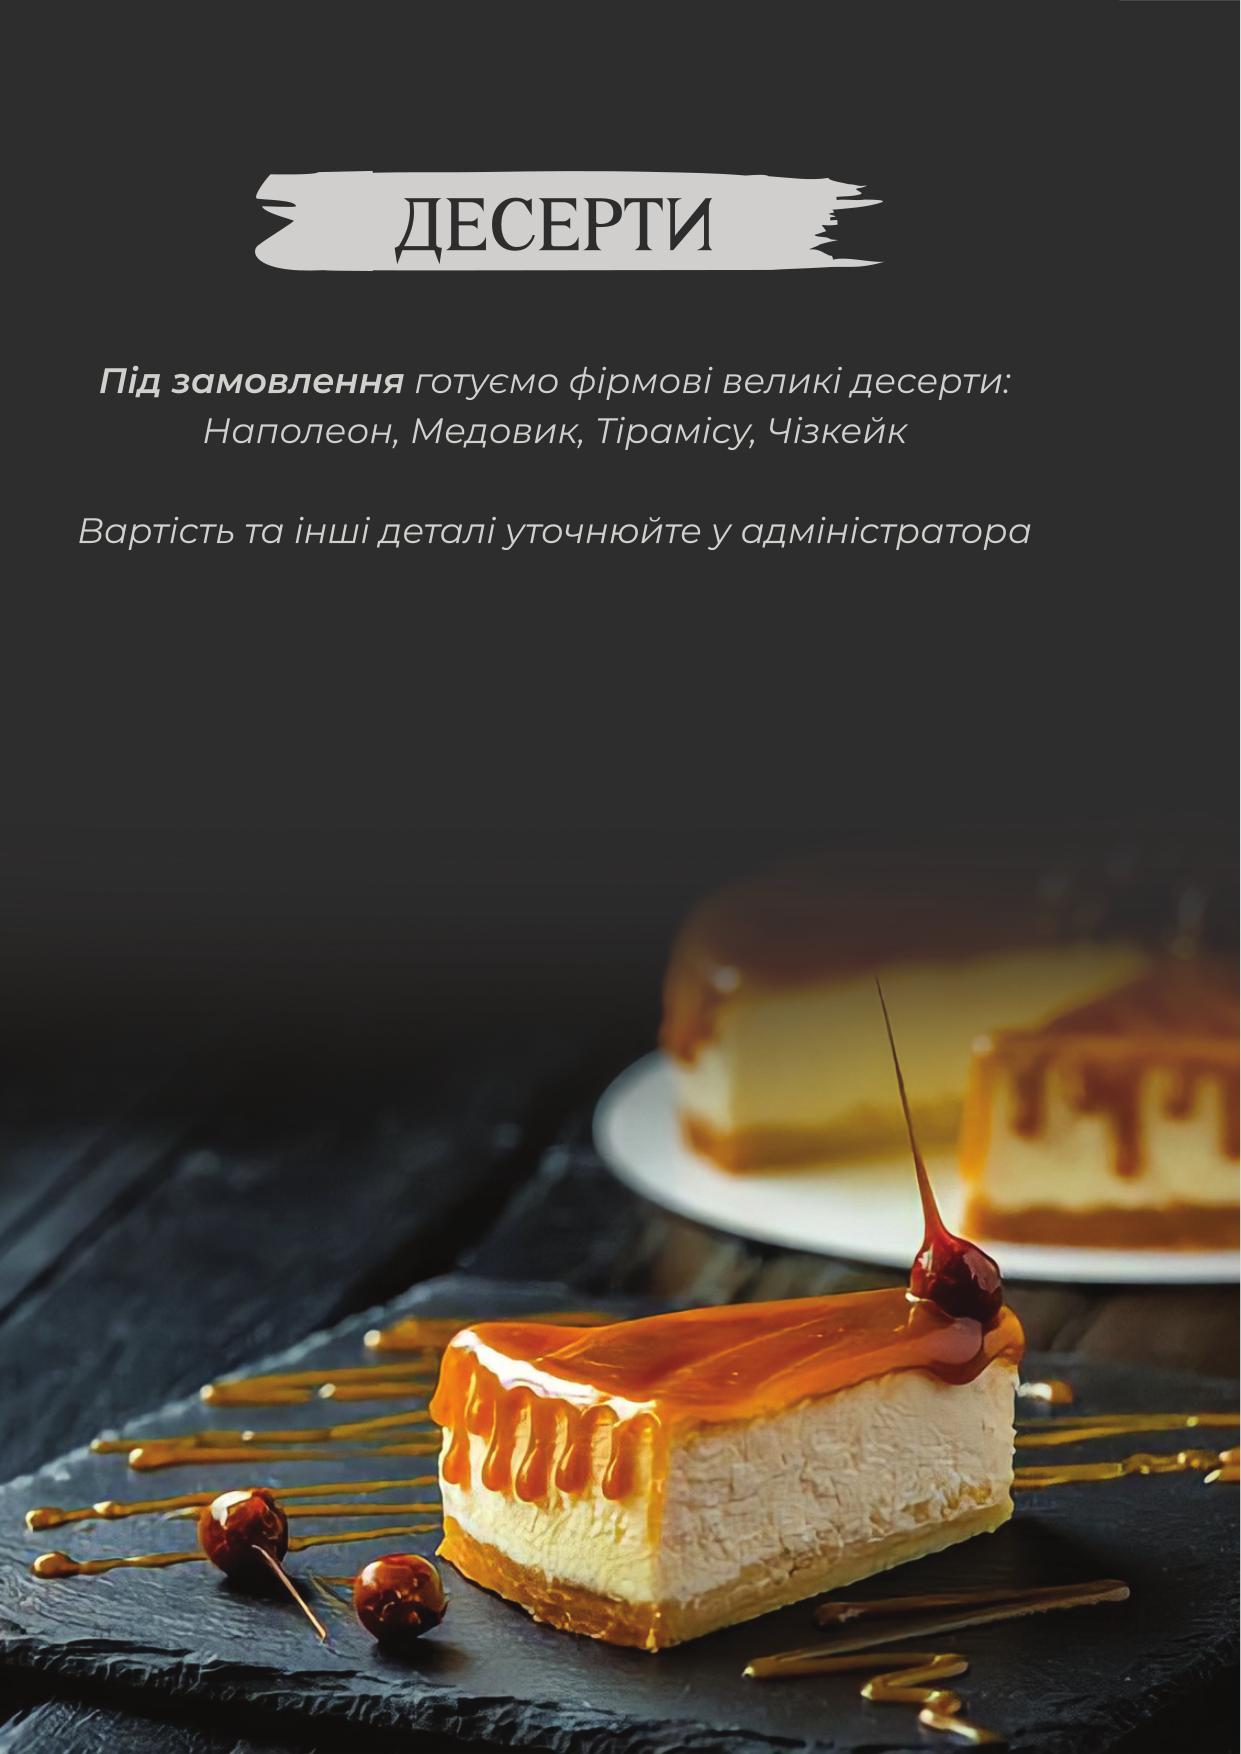 ДЕСЕРТИ
Під замовлення готуємо фірмові великі десерти:
Наполеон, Медовик, Тірамісу, Чізкейк
Вартість та інші деталі уточнюйте у адміністратора